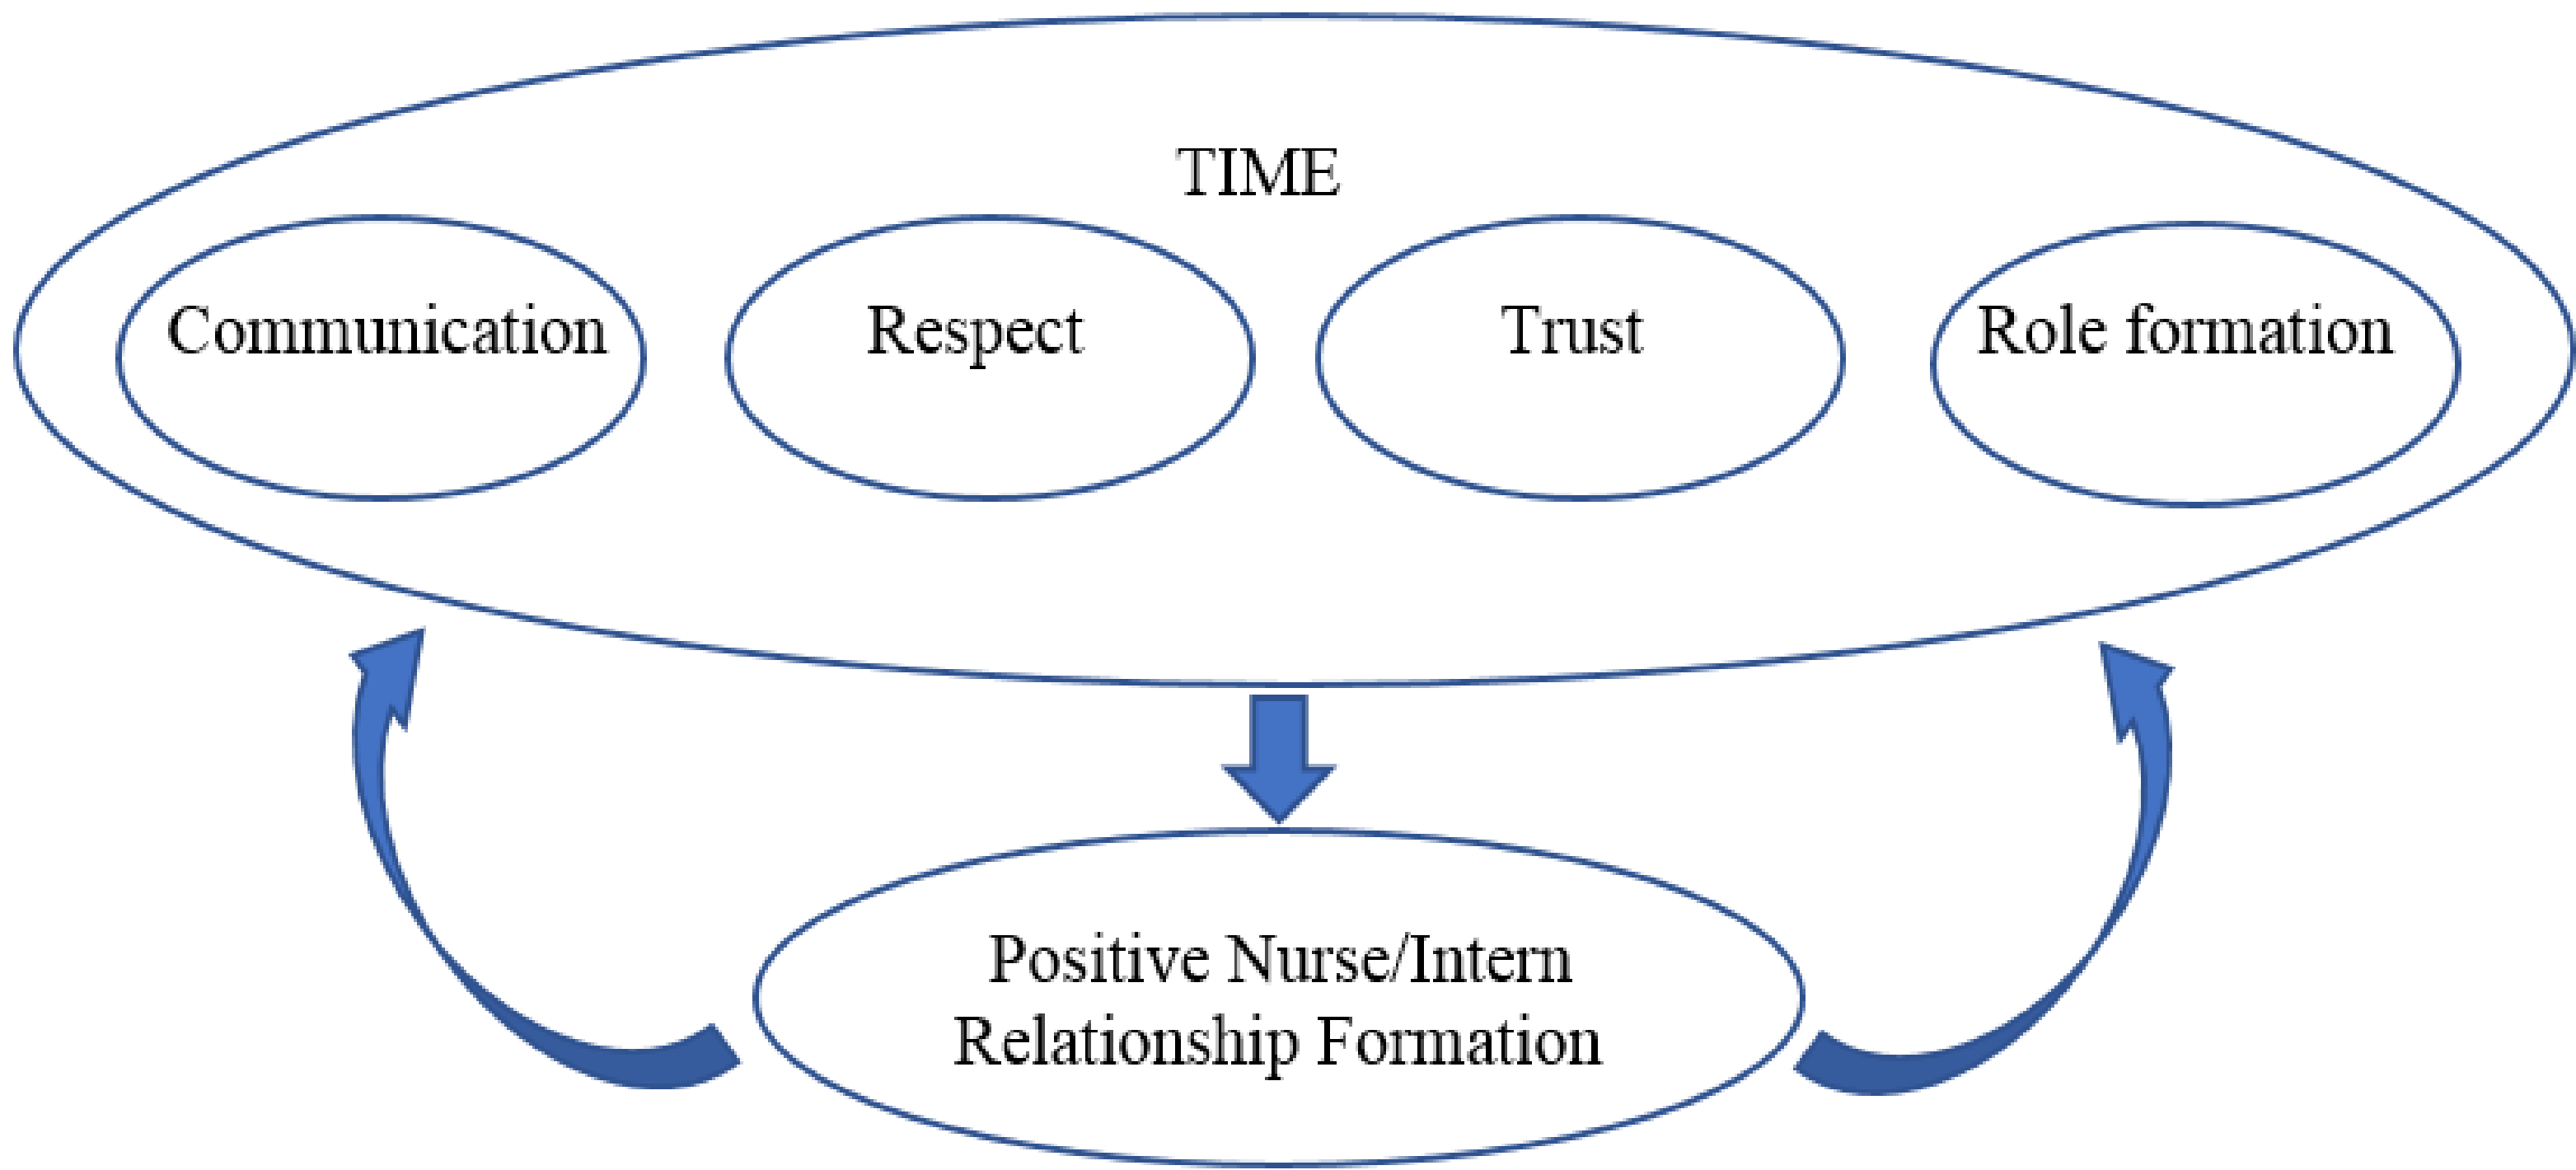 TIME
Communication
Respect
Trust
Role formation
Positive Nurse/Intern
Relationship Formation